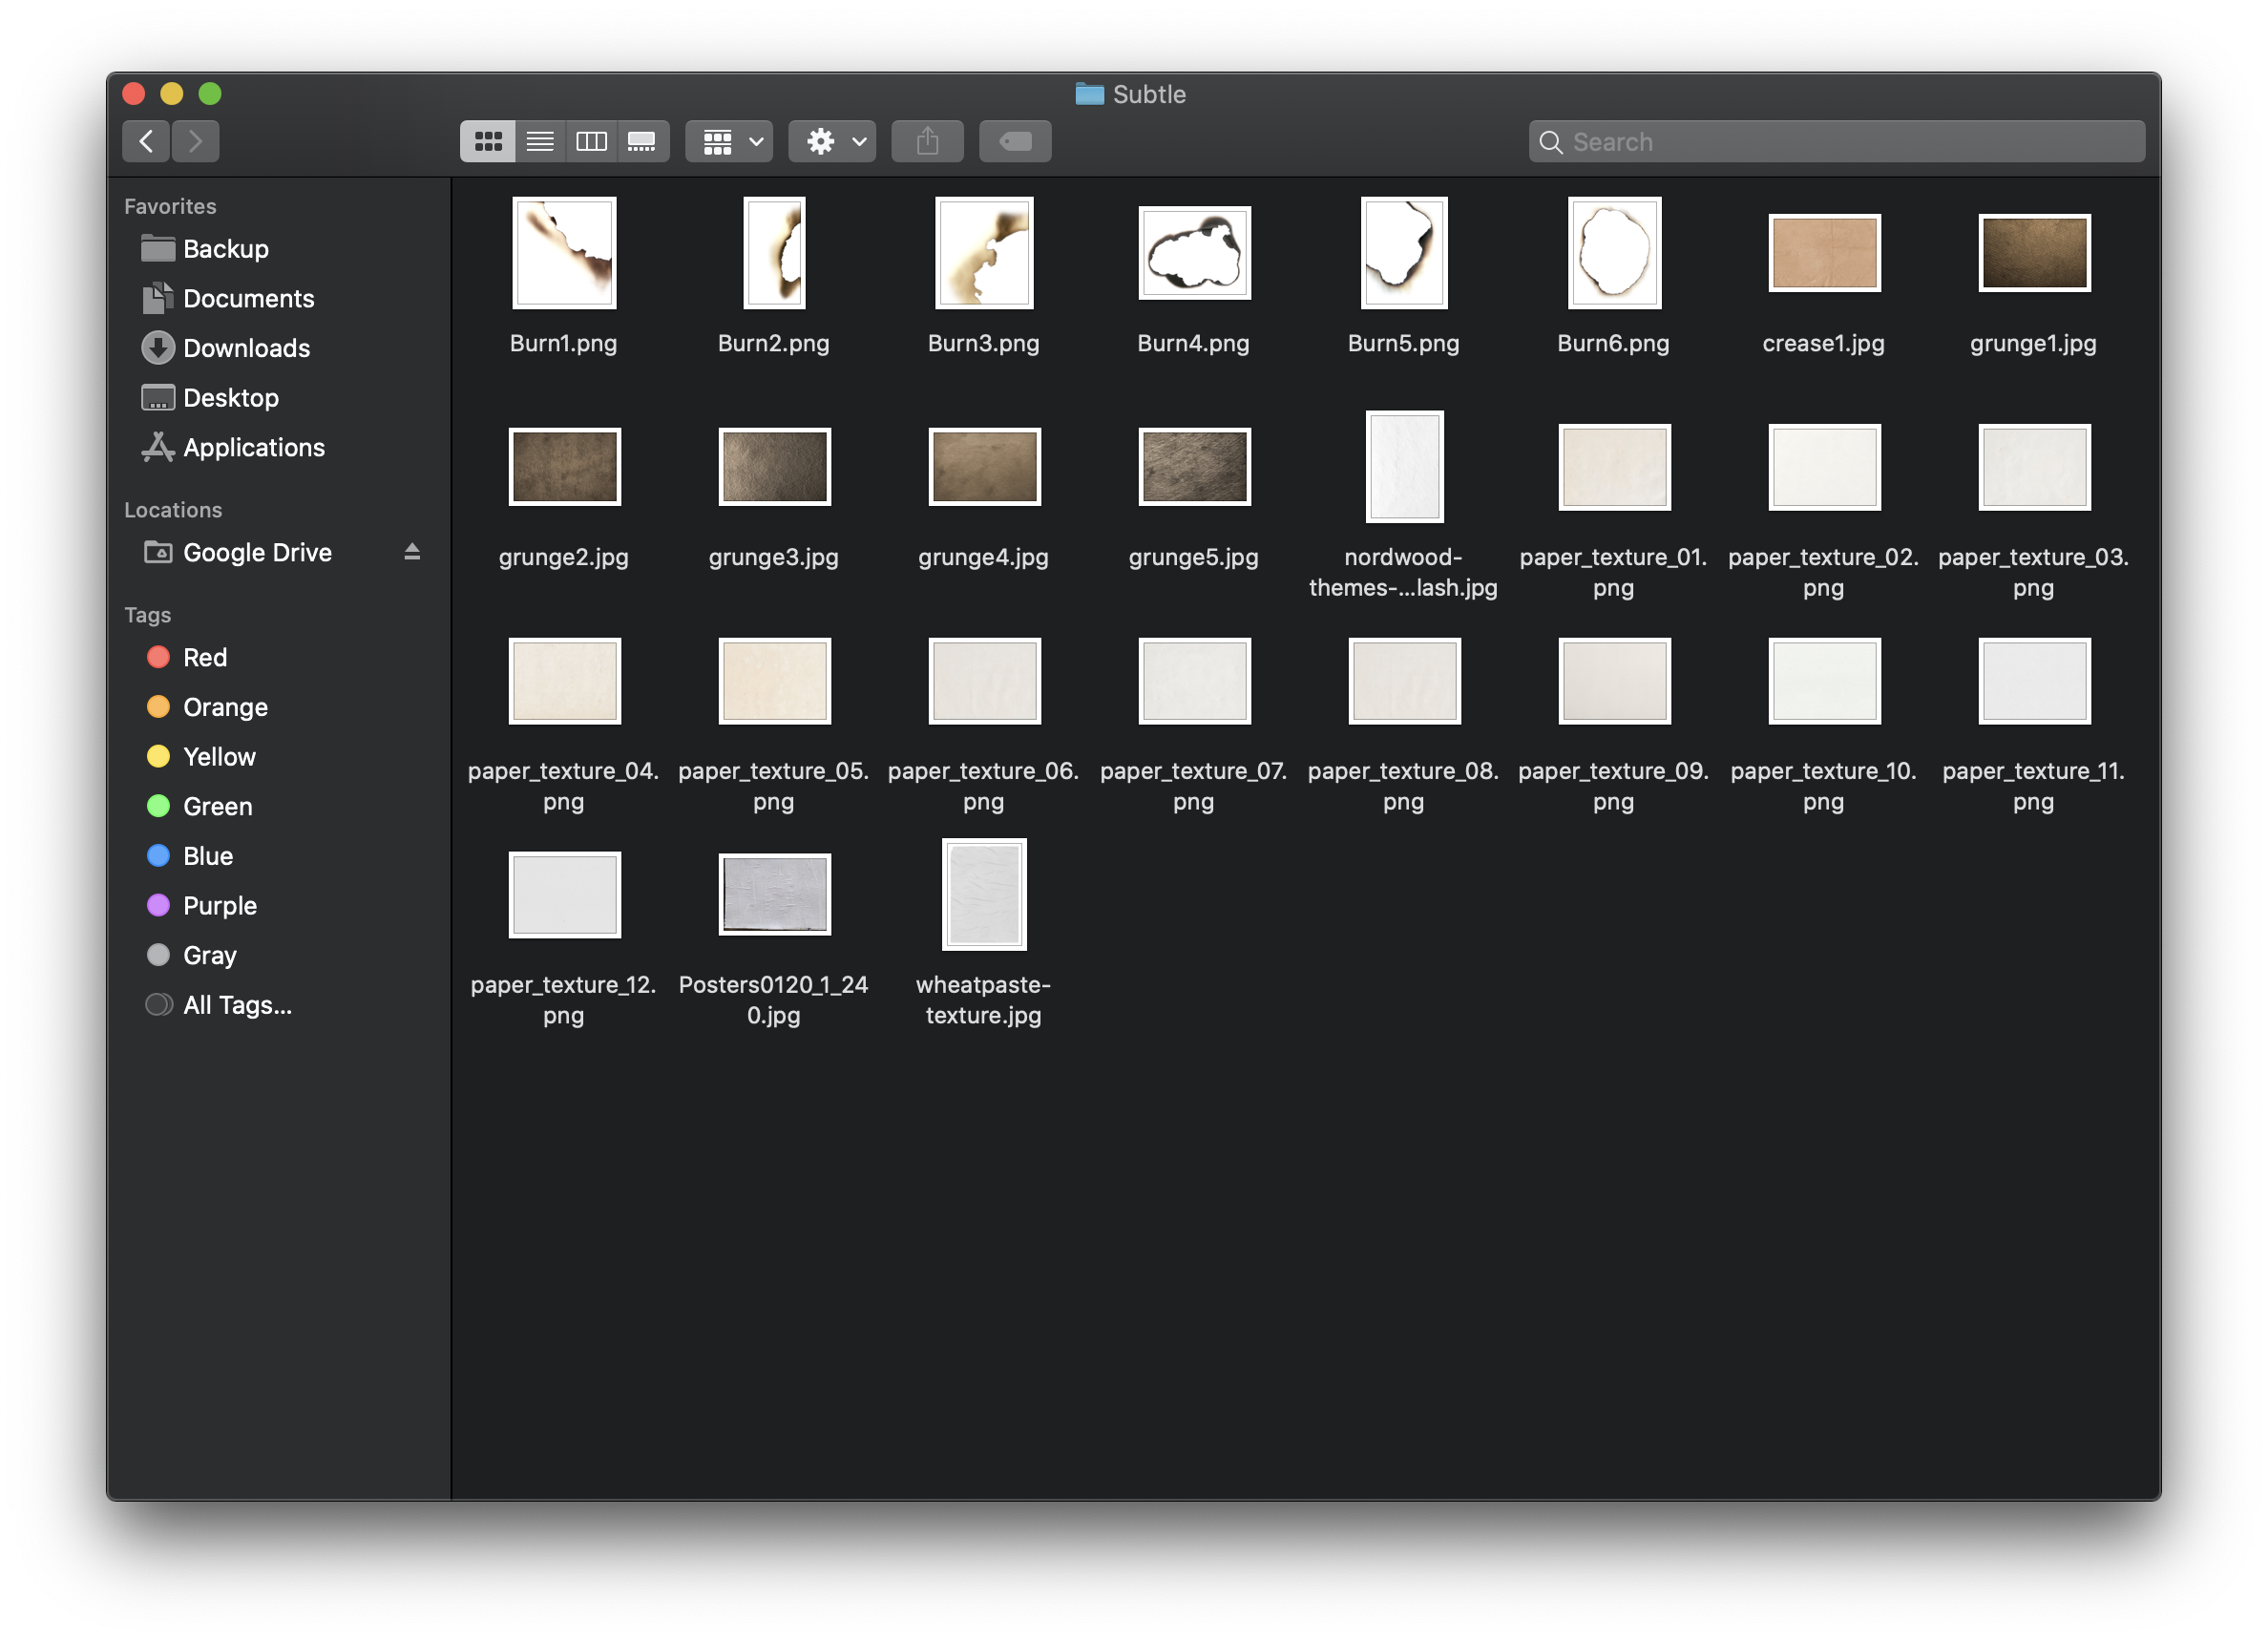 Subtle
Search
Favorites
Backup
Documents
Downloads
Desktop
Applications
Locations
Google Drive
Tags
Red
Orange
Yellow
Green
Blue
Purple
Gray
All Tags...
Burn1.png
Burn2.png
Burn3.png
Burn4.png
Burn5.png
Burn6.png
crease1.jpg
grunge1.jpg
grunge2.jpg
grunge3.jpg
grunge4.jpg
grunge5.jpg
nordwood-
themes-...lash.jpg
paper_texture_01.
png
paper_texture_02.
png
paper_texture_03.
png
paper_texture_04.
png
paper_texture_05.
png
paper_texture_06.
png
paper_texture_07.
png
paper_texture_08.
png
paper_texture_09.
png
paper_texture_10.
png
paper_texture_11.
png
paper_texture_12.
png
Posters0120_1_24
0.jpg
wheatpaste-
texture.jpg